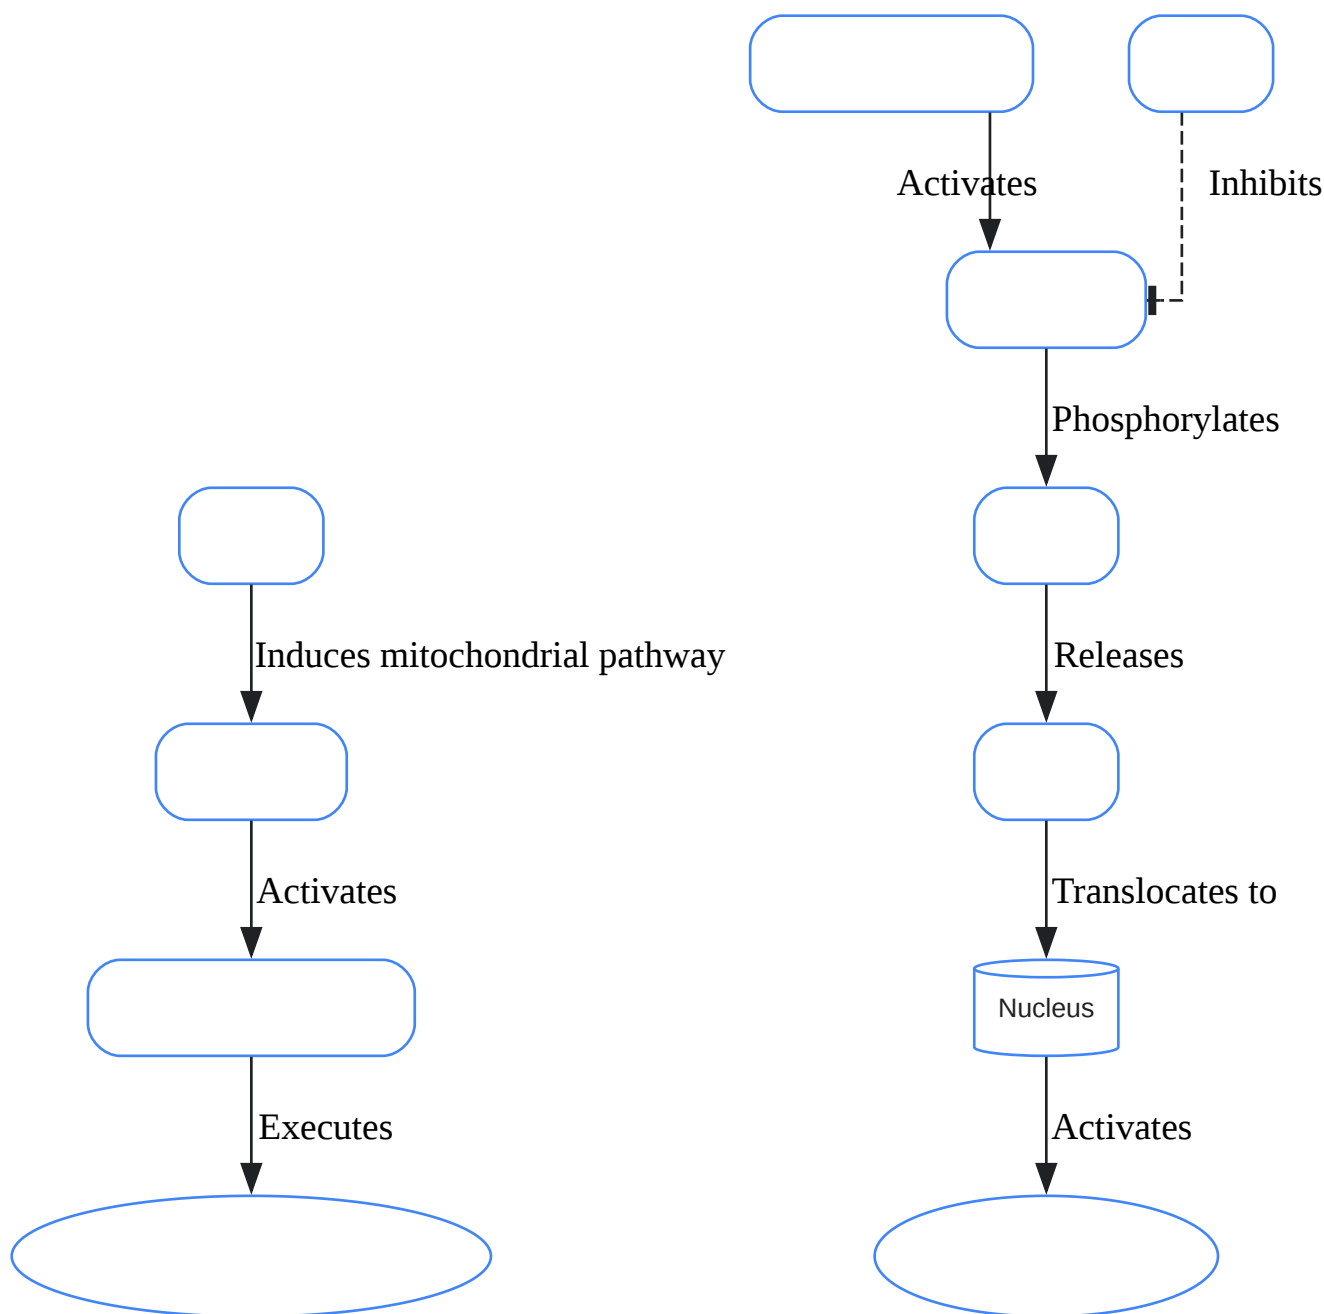 Activates
Inhibits
Phosphorylates
Induces mitochondrial pathway
Releases
Activates
Translocates to
Nucleus
Executes
Activates